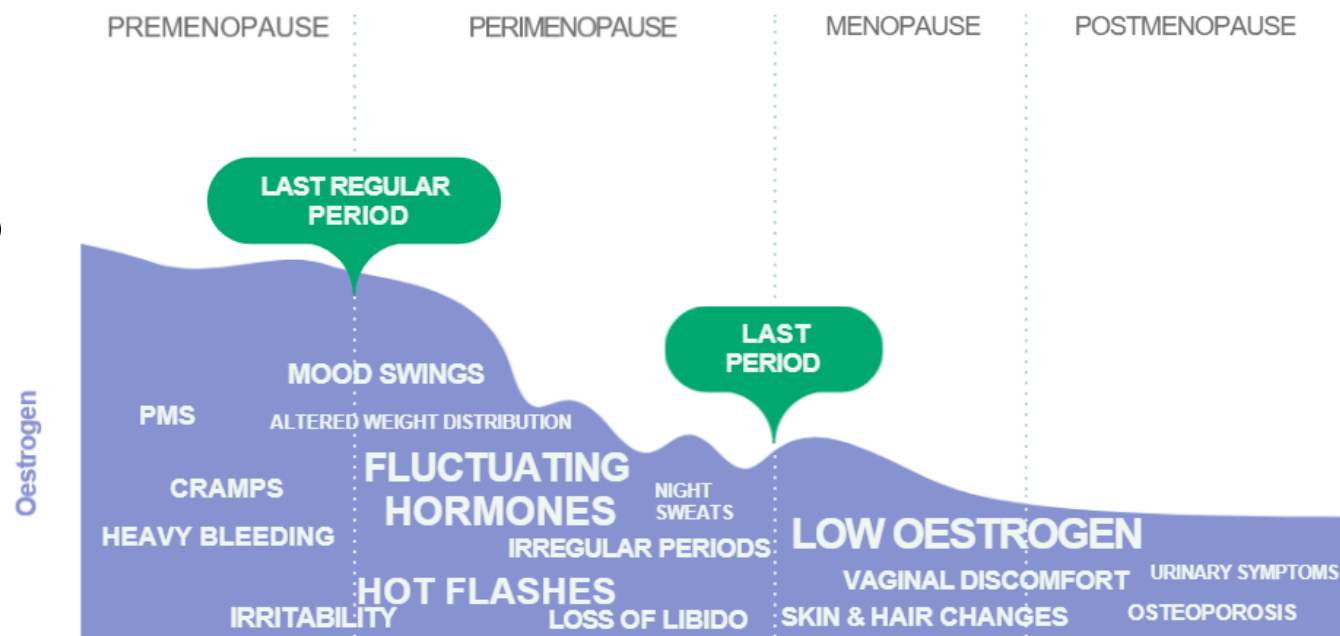 PREMENOPAUSE
PERIMENOPAUSE
MENOPAUSE
POSTMENOPAUSE
LAST REGULAR
PERIOD
LAST
PERIOD
Oestrogen
MOOD SWINGS
PMS
ALTERED WEIGHT DISTRIBUTION
FLUCTUATING
HORMONES
CRAMPS
NIGHT
SWEATS
HEAVY BLEEDING
IRREGULAR PERIODS
LOW OESTROGEN
HOT FLASHES
VAGINAL DISCOMFORT
URINARY SYMPTOMS
IRRITABILITY
LOSS OF LIBIDO
SKIN & HAIR CHANGES
OSTEOPOROSIS